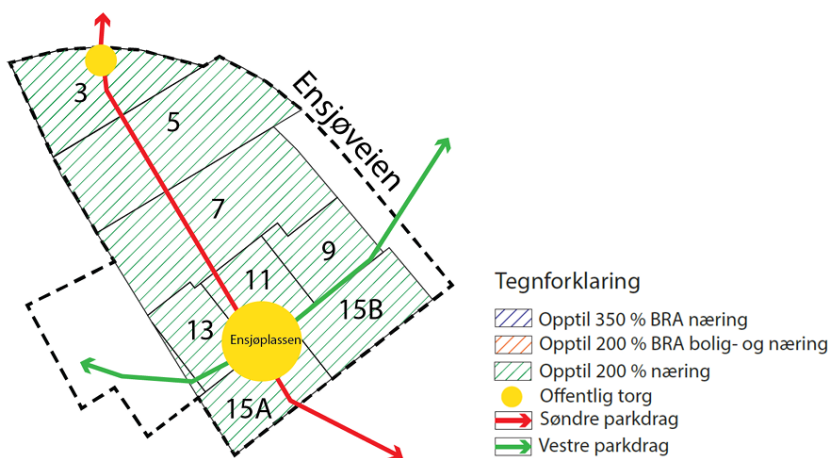 3
5
Ensjøveien
7
9
11
15B
13
Ensjøplassen
15A
Tegnforklaring
Opptil 350 % BRA næring
Opptil 200 % BRA bolig- og næring
Opptil 200 % næring
Offentlig torg
Søndre parkdrag
Vestre parkdrag